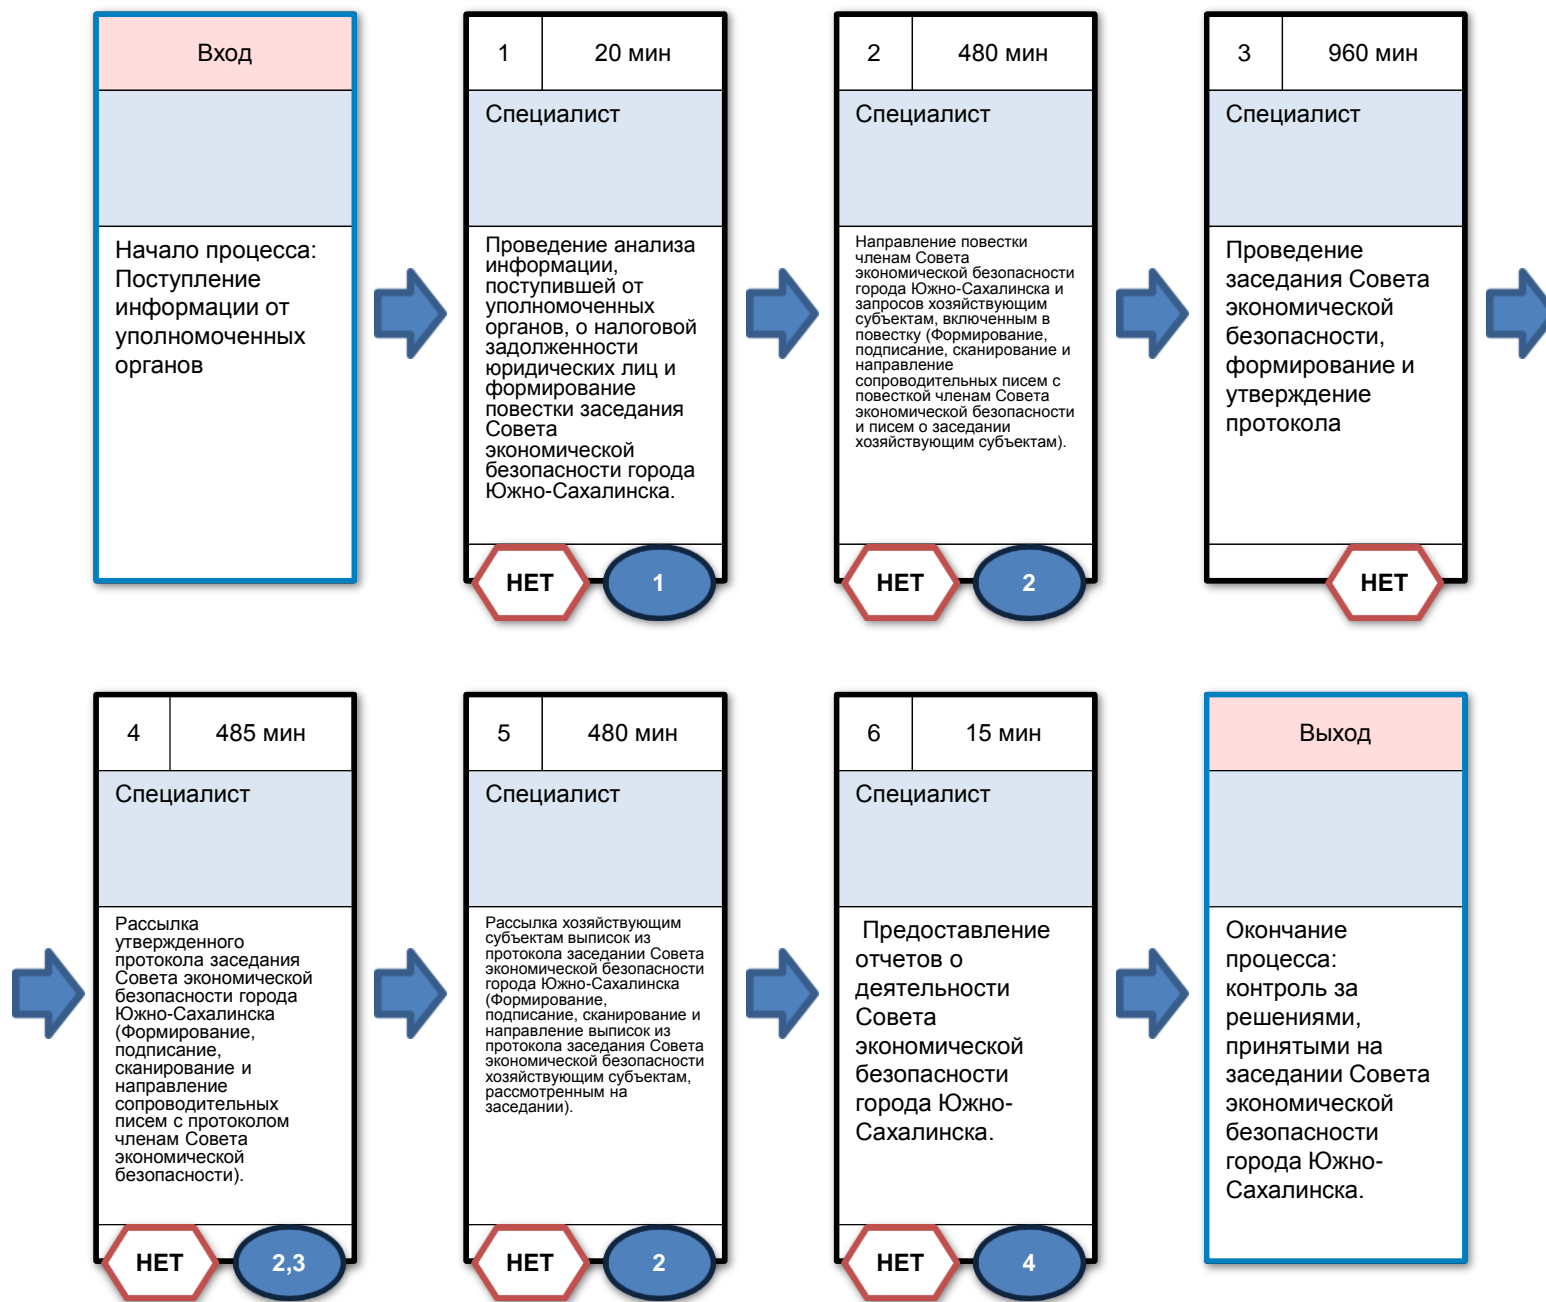 Вход
Начало процесса:
Поступление
информации от
уполномоченных
органов
1
20 мин
Специалист
Проведение анализа
информации,
поступившей от
уполномоченных
органов, о налоговой
задолженности
юридических лиц и
формирование
повестки заседания
Совета
экономической
безопасности города
Южно-Сахалинска.
НЕТ
1
2
480 мин
Специалист
Направление повестки
членам Совета
экономической безопасности
города Южно-Сахалинска и
запросов хозяйствующим
субъектам, включенным в
повестку (Формирование,
подписание, сканирование и
направление
сопроводительных писем с
повесткой членам Совета
экономической безопасности
и писем о заседании
хозяйствующим субъектам).
НЕТ
2
3
960 мин
Специалист
Проведение
заседания Совета
экономической
безопасности,
формирование и
утверждение
протокола
НЕТ
4
485 мин
Специалист
Рассылка
утвержденного
протокола заседания
Совета экономической
безопасности города
Южно-Сахалинска
(Формирование,
подписание,
сканирование и
направление
сопроводительных
писем с протоколом
членам Совета
экономической
безопасности).
НЕТ
2,3
5
480 мин
Специалист
Рассылка хозяйствующим
субъектам выписок из
протокола заседании Совета
экономической безопасности
города Южно-Сахалинска
(Формирование,
подписание, сканирование и
направление выписок из
протокола заседания Совета
экономической безопасности
хозяйствующим субъектам,
рассмотренным на
заседании).
НЕТ
2
6
15 мин
Специалист
Предоставление
отчетов о
деятельности
Совета
экономической
безопасности
города Южно-
Сахалинска.
НЕТ
4
Выход
Окончание
процесса:
контроль за
решениями,
принятыми на
заседании Совета
экономической
безопасности
города Южно-
Сахалинска.